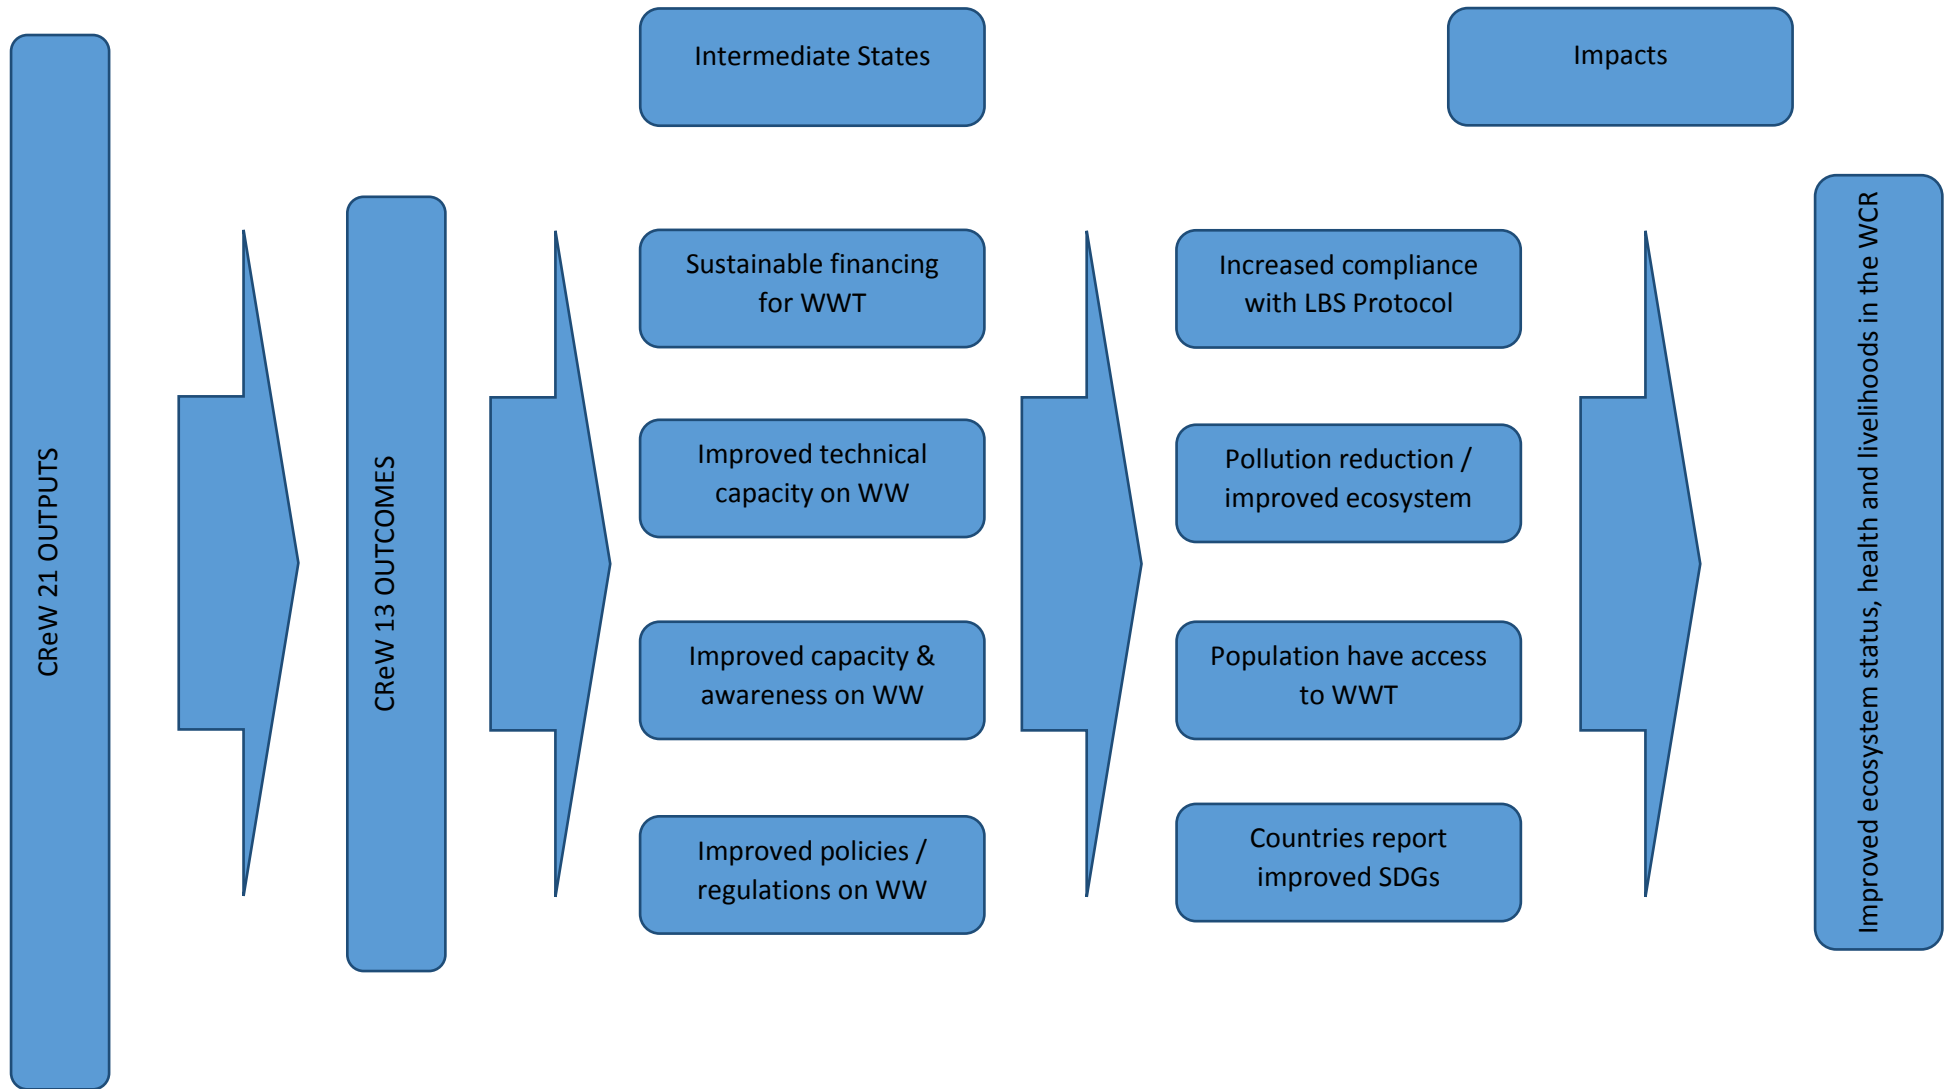 Intermediate States
Impacts
CReW 21 OUTPUTS
CReW 13 OUTCOMES
Sustainable financing
for WWT
Improved technical
capacity on WW
Improved capacity &
awareness on WW
Improved policies /
regulations on WW
Increased compliance
with LBS Protocol
Pollution reduction /
improved ecosystem
Population have access
to WWT
Countries report
improved SDGs
Improved ecosystem status, health and livelihoods in the WCR